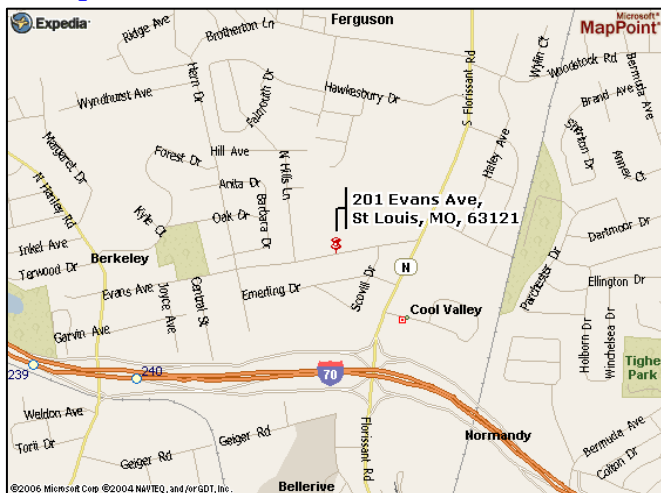 Expedia
Ridge Ave
Brotherton Ln
Ferguson
Microsoft®
MapPoint®
Wylin Ct
Woodstock Rd
Bermuda Ave
S Florissant Rd
Hern Dr
Falmouth Dr
Hawkesbury Dr
Wyndhurst Ave
Brand Ave
Margaret Dr
Forest Dr
Hill Ave
N Hills Ln
Haley Ave
Annex Ct
N Hanley Rd
Anita Dr
Barbara Dr
201 Evans Ave,
St Louis, MO, 63121
Kyle Ct
Oak Dr
Dartmoor Dr
Inkel Ave
Berkeley
Terwood Dr
N
Parchester Dr
Ellington Dr
Evans Ave
Joyce Ave
Central St
Emerling Dr
Scovill Dr
Cool Valley
Garvin Ave
Holborn Dr
Winchelsea Dr
Tighe
Park
239
240
70
Weldon Ave
Torii Dr
Geiger Rd
Geiger Rd
Florissant Rd
Normandy
Bermuda Ave
Colton Dr
Bellerive
©2006 Microsoft Corp ©2004 NAVTEQ, and/or GDT, Inc.